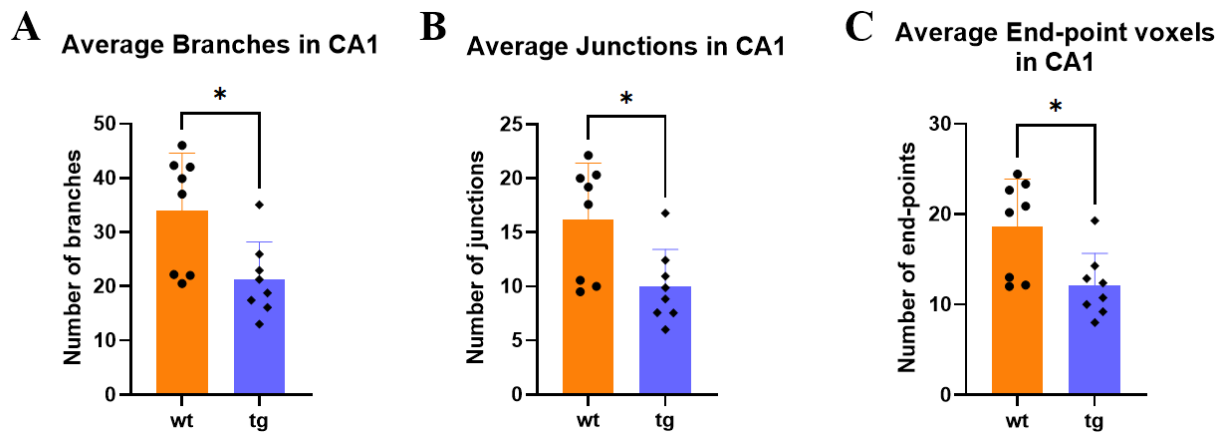 A
Average Branches in CA1
*
Number of branches
50
40
30
20
10
0
wt
tg
B
Average Junctions in CA1
*
Number of junctions
25
20
15
10
5
0
wt
tg
C
Average End-point voxels
in CA1
*
Number of end-points
30
20
10
0
wt
tg